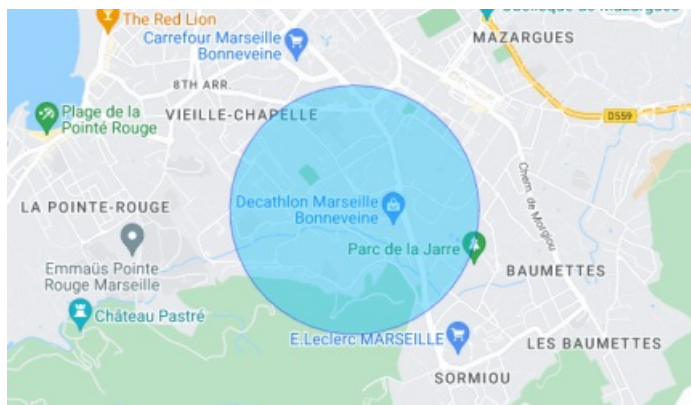 The Red Lion
Carrefour Marseille
Bonneveine
MAZARGUES
8TH ARR.
Plage de la
Pointé Rouge
VIEILLE-CHAPELLE
D559
Chem. de Morgiou
LA POINTE-ROUGE
Decathlon Marseille
Bonneveine
Emmaüs Pointe
Rouge Marseille
Parc de la Jarre
BAUMETTES
Château Pastré
E.Leclerc MARSEILLE
LES BAUMETTES
SORMIOU